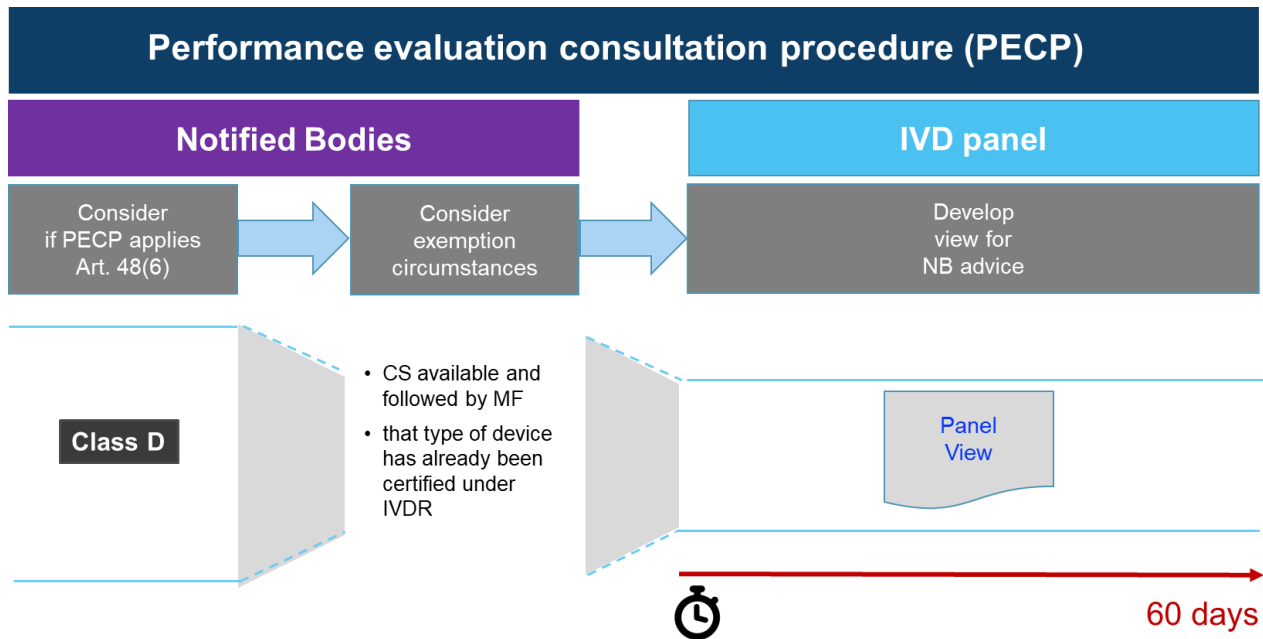 Performance evaluation consultation procedure (PECP)
Notified Bodies
IVD panel
Consider
if PECP applies
Art. 48(6)
Consider
exemption
circumstances
Develop
view for
NB advice
Class D
• CS available and
followed by MF
• that type of device
has already been
certified under
IVDR
Panel
View
60 days